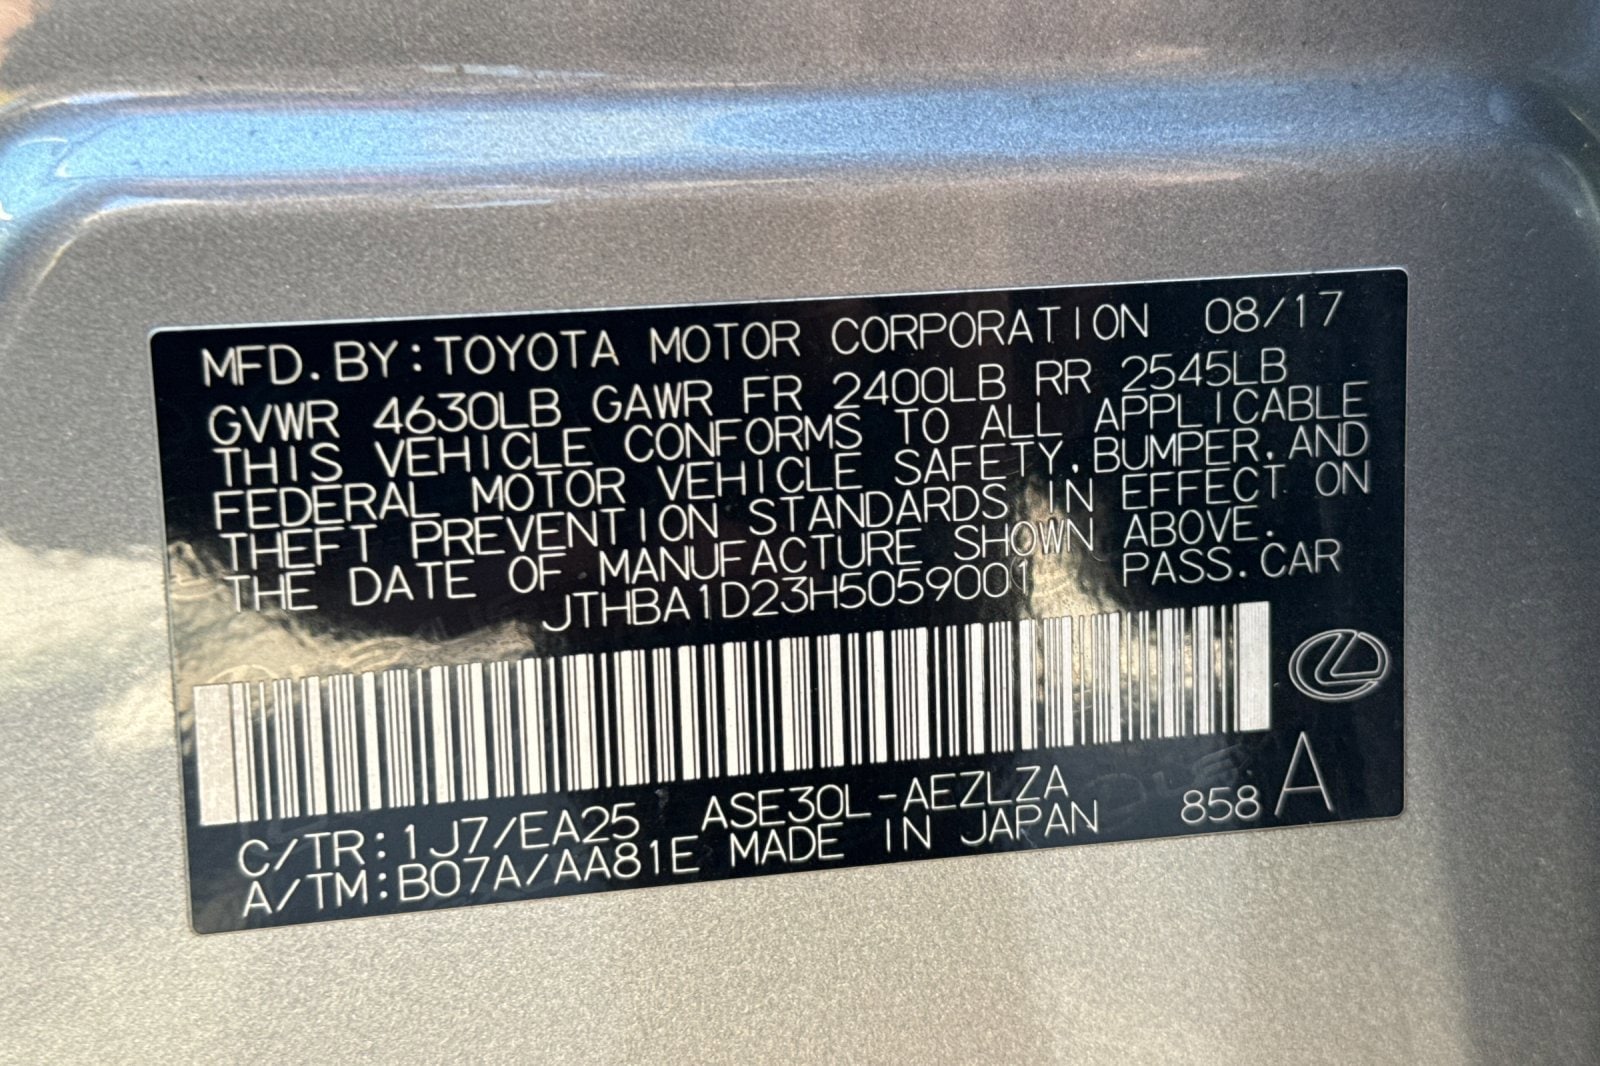 MFD. BY: TOYOTA MOTOR CORPORATION 08/17
GVWR 4630LB GAWR FR 2400LB RR 2545LB
THIS VEHICLE CONFORMS TO ALL APPLICABLE
FEDERAL MOTOR VEHICLE SAFETY, BUMPER, AND
THEFT PREVENTION STANDARDS IN EFFECT ON
THE DATE OF MANUFACTURE SHOWN ABOVE.
JTHBA1D23H5059001 PASS. CAR
C/TR: 1J7/EA25 ASE30L-AEZLZA
A/TM: B07A/AA81E MADE IN JAPAN 858 A